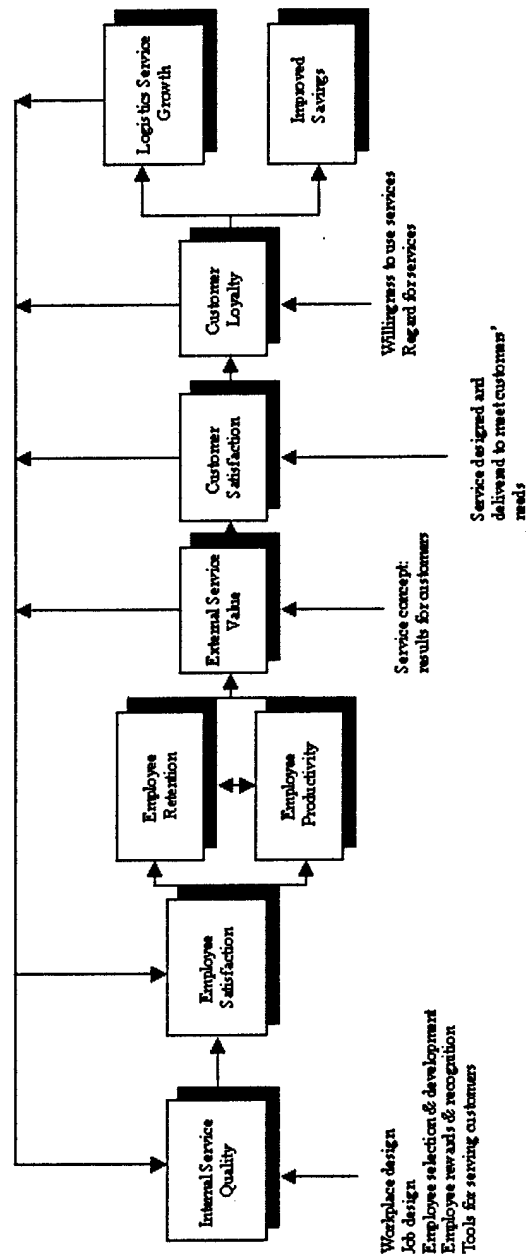 Internal Service
Quality
Employee
Satisfaction
Employee
Retention
Employee
Productivity
External Service
Value
Customer
Satisfaction
Customer
Loyalty
Logistics Service
Growth
Improved
Savings
Workplace design
Job design
Employee selection & development
Employee rewards & recognition
Tools for serving customers
Service concept:
results for customers
Service designed and
delivered to meet customers'
needs
Willingness to use services
Regard for services